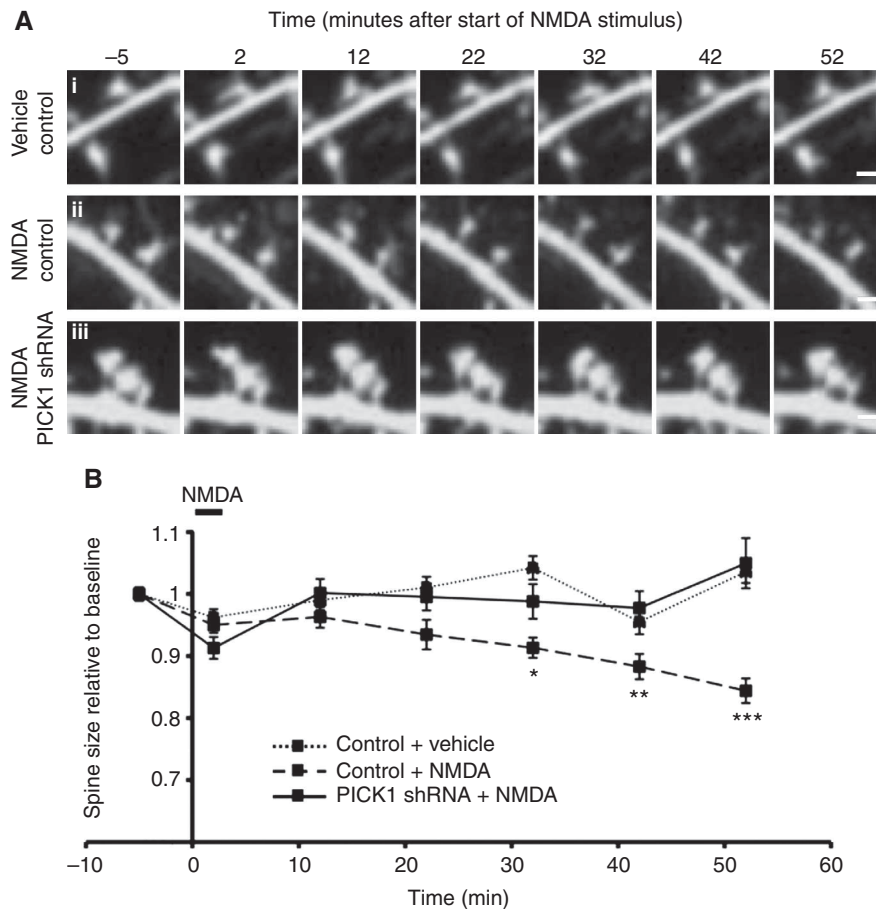 A
Time (minutes after start of NMDA stimulus)
–5 2 12 22 32 42 52
Vehicle control
i
NMDA control
ii
NMDA PICK1 shRNA
iii
B
NMDA
Spine size relative to baseline
1.1
1
0.9
0.8
0.7
*
**
***
Control + vehicle
Control + NMDA
PICK1 shRNA + NMDA
–10 0 10 20 30 40 50 60
Time (min)